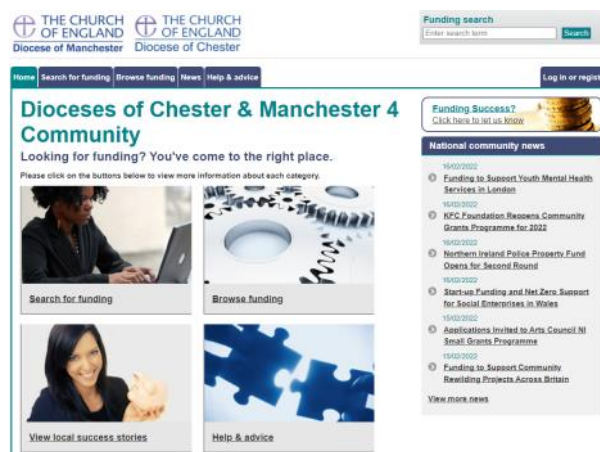 THE CHURCH
OF ENGLAND
Diocese of Manchester
THE CHURCH
OF ENGLAND
Diocese of Chester
Funding search
Enter search term
Search
Home
Search for funding
Browse funding
News
Help & advice
Log in or regist
Dioceses of Chester & Manchester 4
Community
Looking for funding? You've come to the right place.
Please click on the buttons below to view more information about each category.
Search for funding
Browse funding
View local success stories
Help & advice
Funding Success?
Click here to let us know
National community news
16/02/2022
Funding to Support Youth Mental Health
Services in London
16/02/2022
KFC Foundation Reopens Community
Grants Programme for 2022
16/02/2022
Northern Ireland Police Property Fund
Opens for Second Round
15/02/2022
Start-up Funding and Net Zero Support
for Social Enterprises in Wales
15/02/2022
Applications Invited to Arts Council NI
Small Grants Programme
15/02/2022
Funding to Support Community
Rewilding Projects Across Britain
View more news